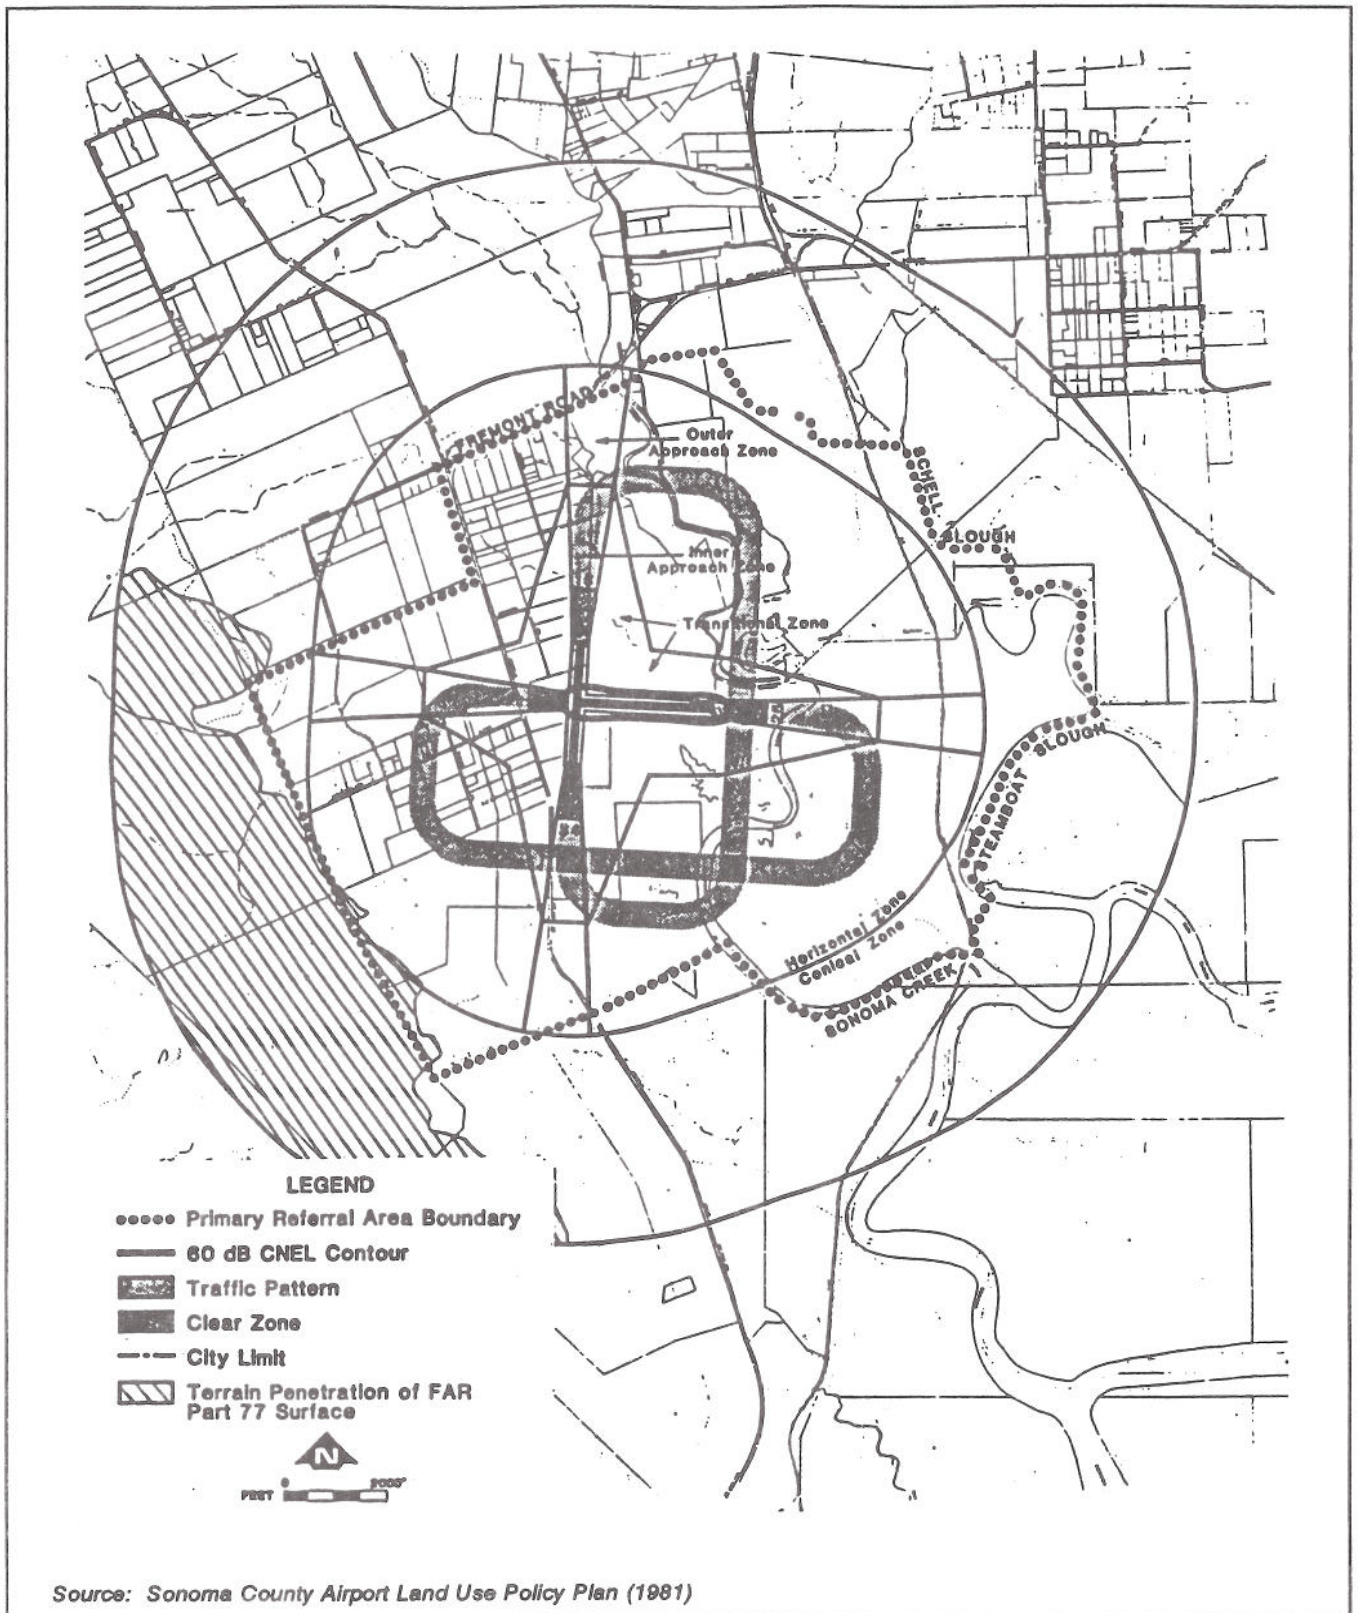 FREMONT ROAD
Outer
Approach Zone
SCHELL
SLOUGH
Inner
Approach Zone
Transitional Zone
STEAMBOAT SLOUGH
Horizontal Zone
Conical Zone
SONOMA CREEK
LEGEND
Primary Referral Area Boundary
60 dB CNEL Contour
Traffic Pattern
Clear Zone
City Limit
Terrain Penetration of FAR
Part 77 Surface
N
0
FEET
Source: Sonoma County Airport Land Use Policy Plan (1981)